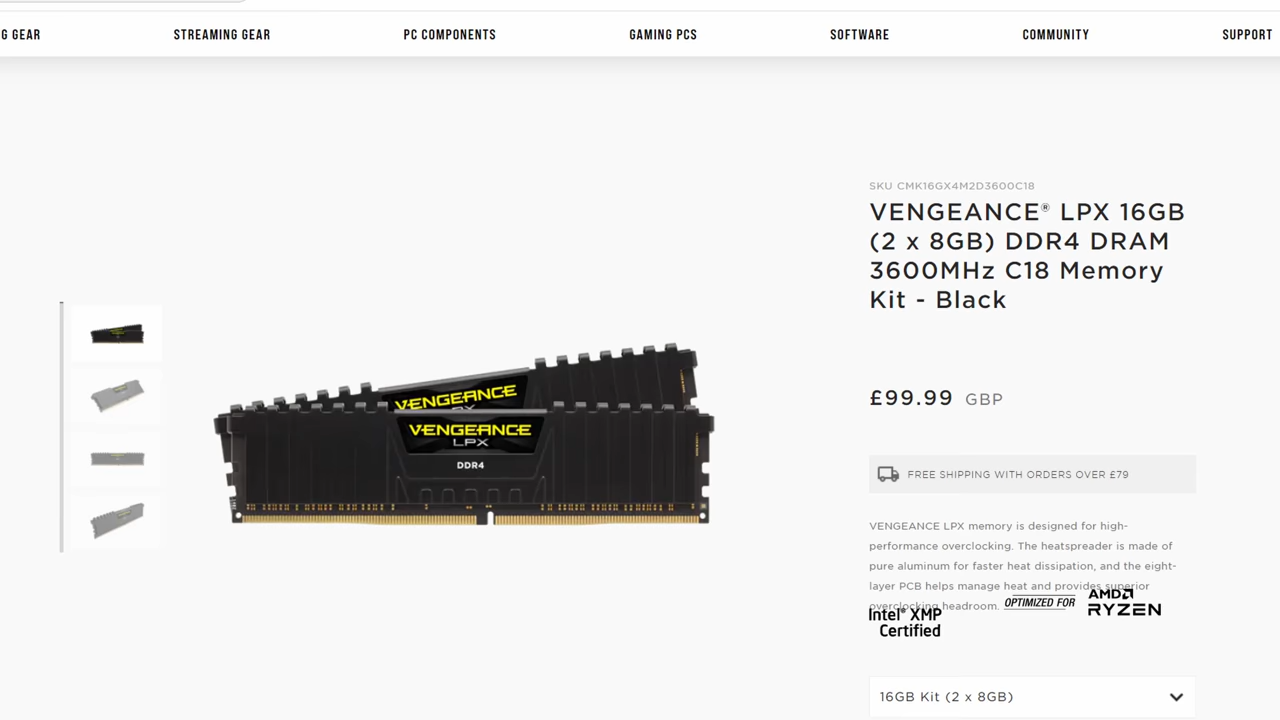 G GEAR
STREAMING GEAR
PC COMPONENTS
GAMING PCS
SOFTWARE
COMMUNITY
SUPPORT
VENGEANCE
VENGEANCE
LPX
DDR4
SKU CMK16GX4M2D3600C18
VENGEANCE® LPX 16GB
(2 x 8GB) DDR4 DRAM
3600MHz C18 Memory
Kit - Black
£99.99 GBP
FREE SHIPPING WITH ORDERS OVER £79
VENGEANCE LPX memory is designed for high-
performance overclocking. The heatspreader is made of
pure aluminum for faster heat dissipation, and the eight-
layer PCB helps manage heat and provides superior
overclocking headroom.
OPTIMIZED FOR
AMD
RYZEN
Intel® XMP
Certified
16GB Kit (2 x 8GB)